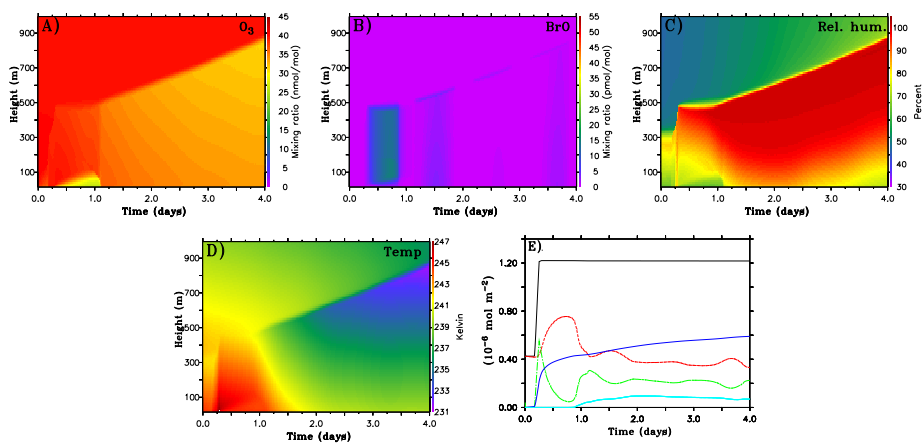 A)
O3
900
700
500
300
100
Height (m)
0.0 1.0 2.0 3.0 4.0
Time (days)
45
40
35
30
25
20
15
10
5
0
Mixing ratio (nmol/mol)
B)
BrO
900
700
500
300
100
Height (m)
0.0 1.0 2.0 3.0 4.0
Time (days)
55
50
45
40
35
30
25
20
15
10
5
0
Mixing ratio (pmol/mol)
C)
Rel. hum.
900
700
500
300
100
Height (m)
0.0 1.0 2.0 3.0 4.0
Time (days)
100
90
80
70
60
50
40
30
Percent
D)
Temp
900
700
500
300
100
Height (m)
0.0 1.0 2.0 3.0 4.0
Time (days)
247
245
243
241
239
237
235
233
231
Kelvin
E)
1.20
0.80
0.40
0.00
(10-6 mol m-2)
0.0 1.0 2.0 3.0 4.0
Time (days)